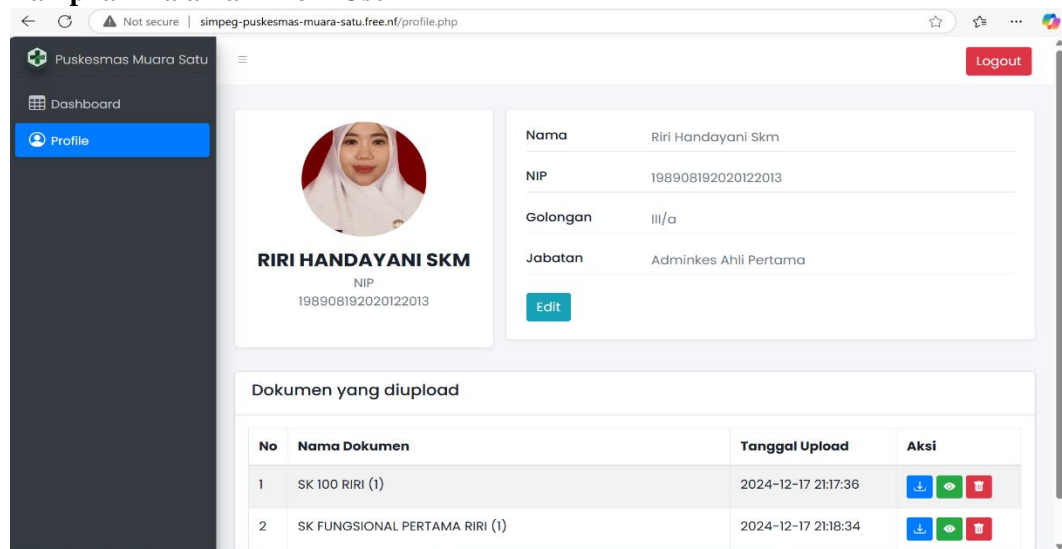 Not secure | simpeg-puskesmas-muara-satu.free.nf/profile.php
Puskesmas Muara Satu
Logout
Dashboard
Profile
RIRI HANDAYANI SKM
NIP
198908192020122013
Nama Riri Handayani Skm
NIP 198908192020122013
Golongan III/a
Jabatan Adminkes Ahli Pertama
Edit
Dokumen yang diupload
No Nama Dokumen Tanggal Upload Aksi
1 SK 100 RIRI (1) 2024-12-17 21:17:36
2 SK FUNGSIONAL PERTAMA RIRI (1) 2024-12-17 21:18:34